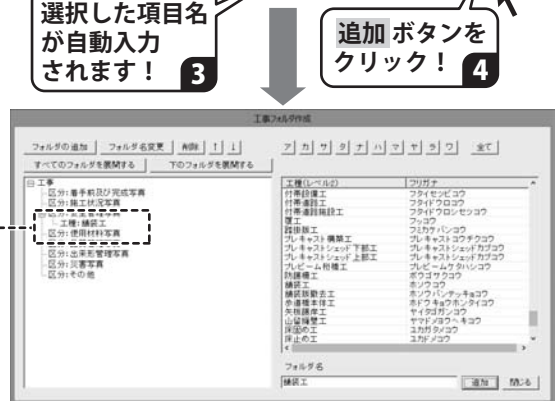 選択した項目名
が自動入力
されます！
3
追加 ボタンを
クリック！
4
工事フォルダ作成
フォルダの追加
フォルダ名変更
削除
↑
↓
すべてのフォルダを展開する
下のフォルダを展開する
ア カ サ タ ナ ハ マ ヤ ラ ワ 全て
工事
区分:着手前及び完成写真
区分:施工状況写真
工種:舗装工
区分:使用材料写真
区分:出来形管理写真
区分:災害写真
区分:その他
工種(レベル2) フリガナ
付帯設備工 フタイセツビコウ
付帯道路工 フタイドウロコウ
付帯道路施設工 フタイドウロシセツコウ
覆工 フッコウ
踏掛版工 フミカケバンコウ
プレキャスト構築工 プレキャストコウチクコウ
プレキャストシェッド下部工 プレキャストシェッドカブコウ
プレキャストシェッド上部工
プレビーム桁橋工 プレビームケタハシコウ
防護柵工 ボウゴサクコウ
舗装工 ホソウコウ
舗装版撤去工 ホソウバンテッキョコウ
歩道橋本体工 ホドウキョウホンタイコウ
矢板護岸工 ヤイタゴガンコウ
山留擁壁工 ヤマドメヨウヘキコウ
床固め工 ユカガタメコウ
床止め工 ユカドメコウ
フォルダ名
舗装工
追加
閉じる